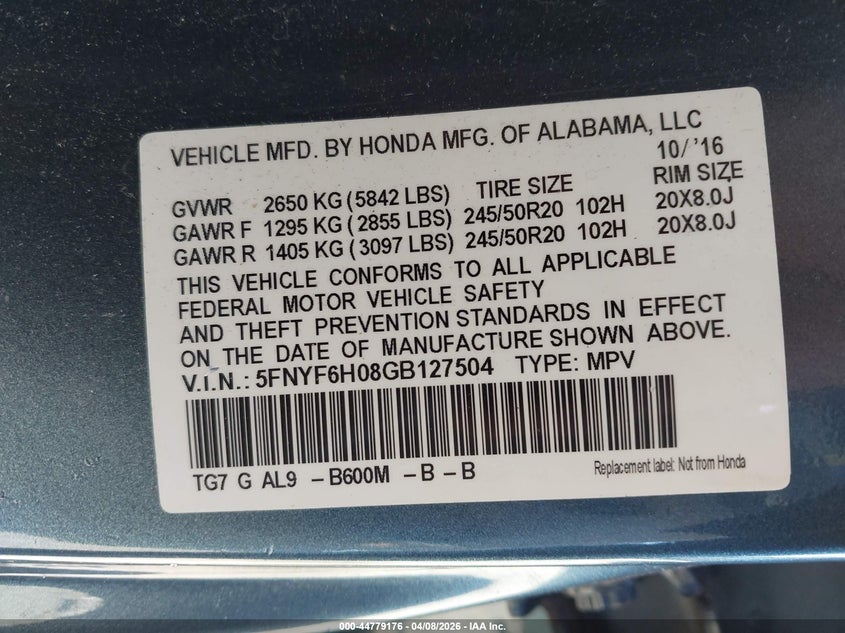 VEHICLE MFD. BY HONDA MFG. OF ALABAMA, LLC
10/ '16
GVWR 2650 KG (5842 LBS) TIRE SIZE RIM SIZE
GAWR F 1295 KG (2855 LBS) 245/50R20 102H 20X8.0J
GAWR R 1405 KG (3097 LBS) 245/50R20 102H 20X8.0J
THIS VEHICLE CONFORMS TO ALL APPLICABLE
FEDERAL MOTOR VEHICLE SAFETY
AND THEFT PREVENTION STANDARDS IN EFFECT
ON THE DATE OF MANUFACTURE SHOWN ABOVE.
V.I.N.: 5FNYF6H08GB127504 TYPE: MPV
TG7 G AL9 -B600M -B-B
Replacement label: Not from Honda
000-44779176 - 04/08/2026 - IAA Inc.